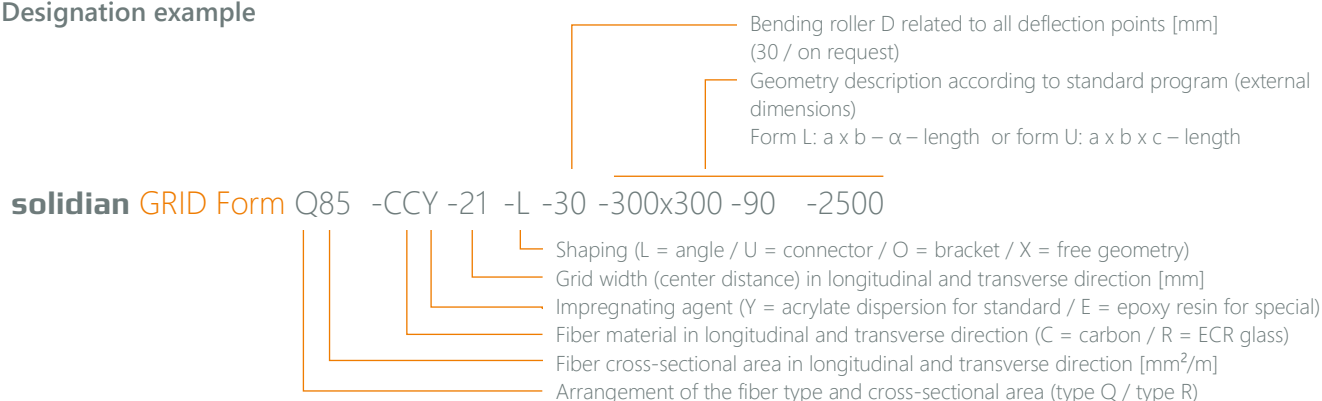 Designation example
Bending roller D related to all deflection points [mm]
(30 / on request)
Geometry description according to standard program (external
dimensions)
Form L: a x b – α – length or form U: a x b x c – length
solidian GRID Form Q85 -CCY -21 -L -30 -300x300 -90 -2500
Shaping (L = angle / U = connector / O = bracket / X = free geometry)
Grid width (center distance) in longitudinal and transverse direction [mm]
Impregnating agent (Y = acrylate dispersion for standard / E = epoxy resin for special)
Fiber material in longitudinal and transverse direction (C = carbon / R = ECR glass)
Fiber cross-sectional area in longitudinal and transverse direction [mm²/m]
Arrangement of the fiber type and cross-sectional area (type Q / type R)